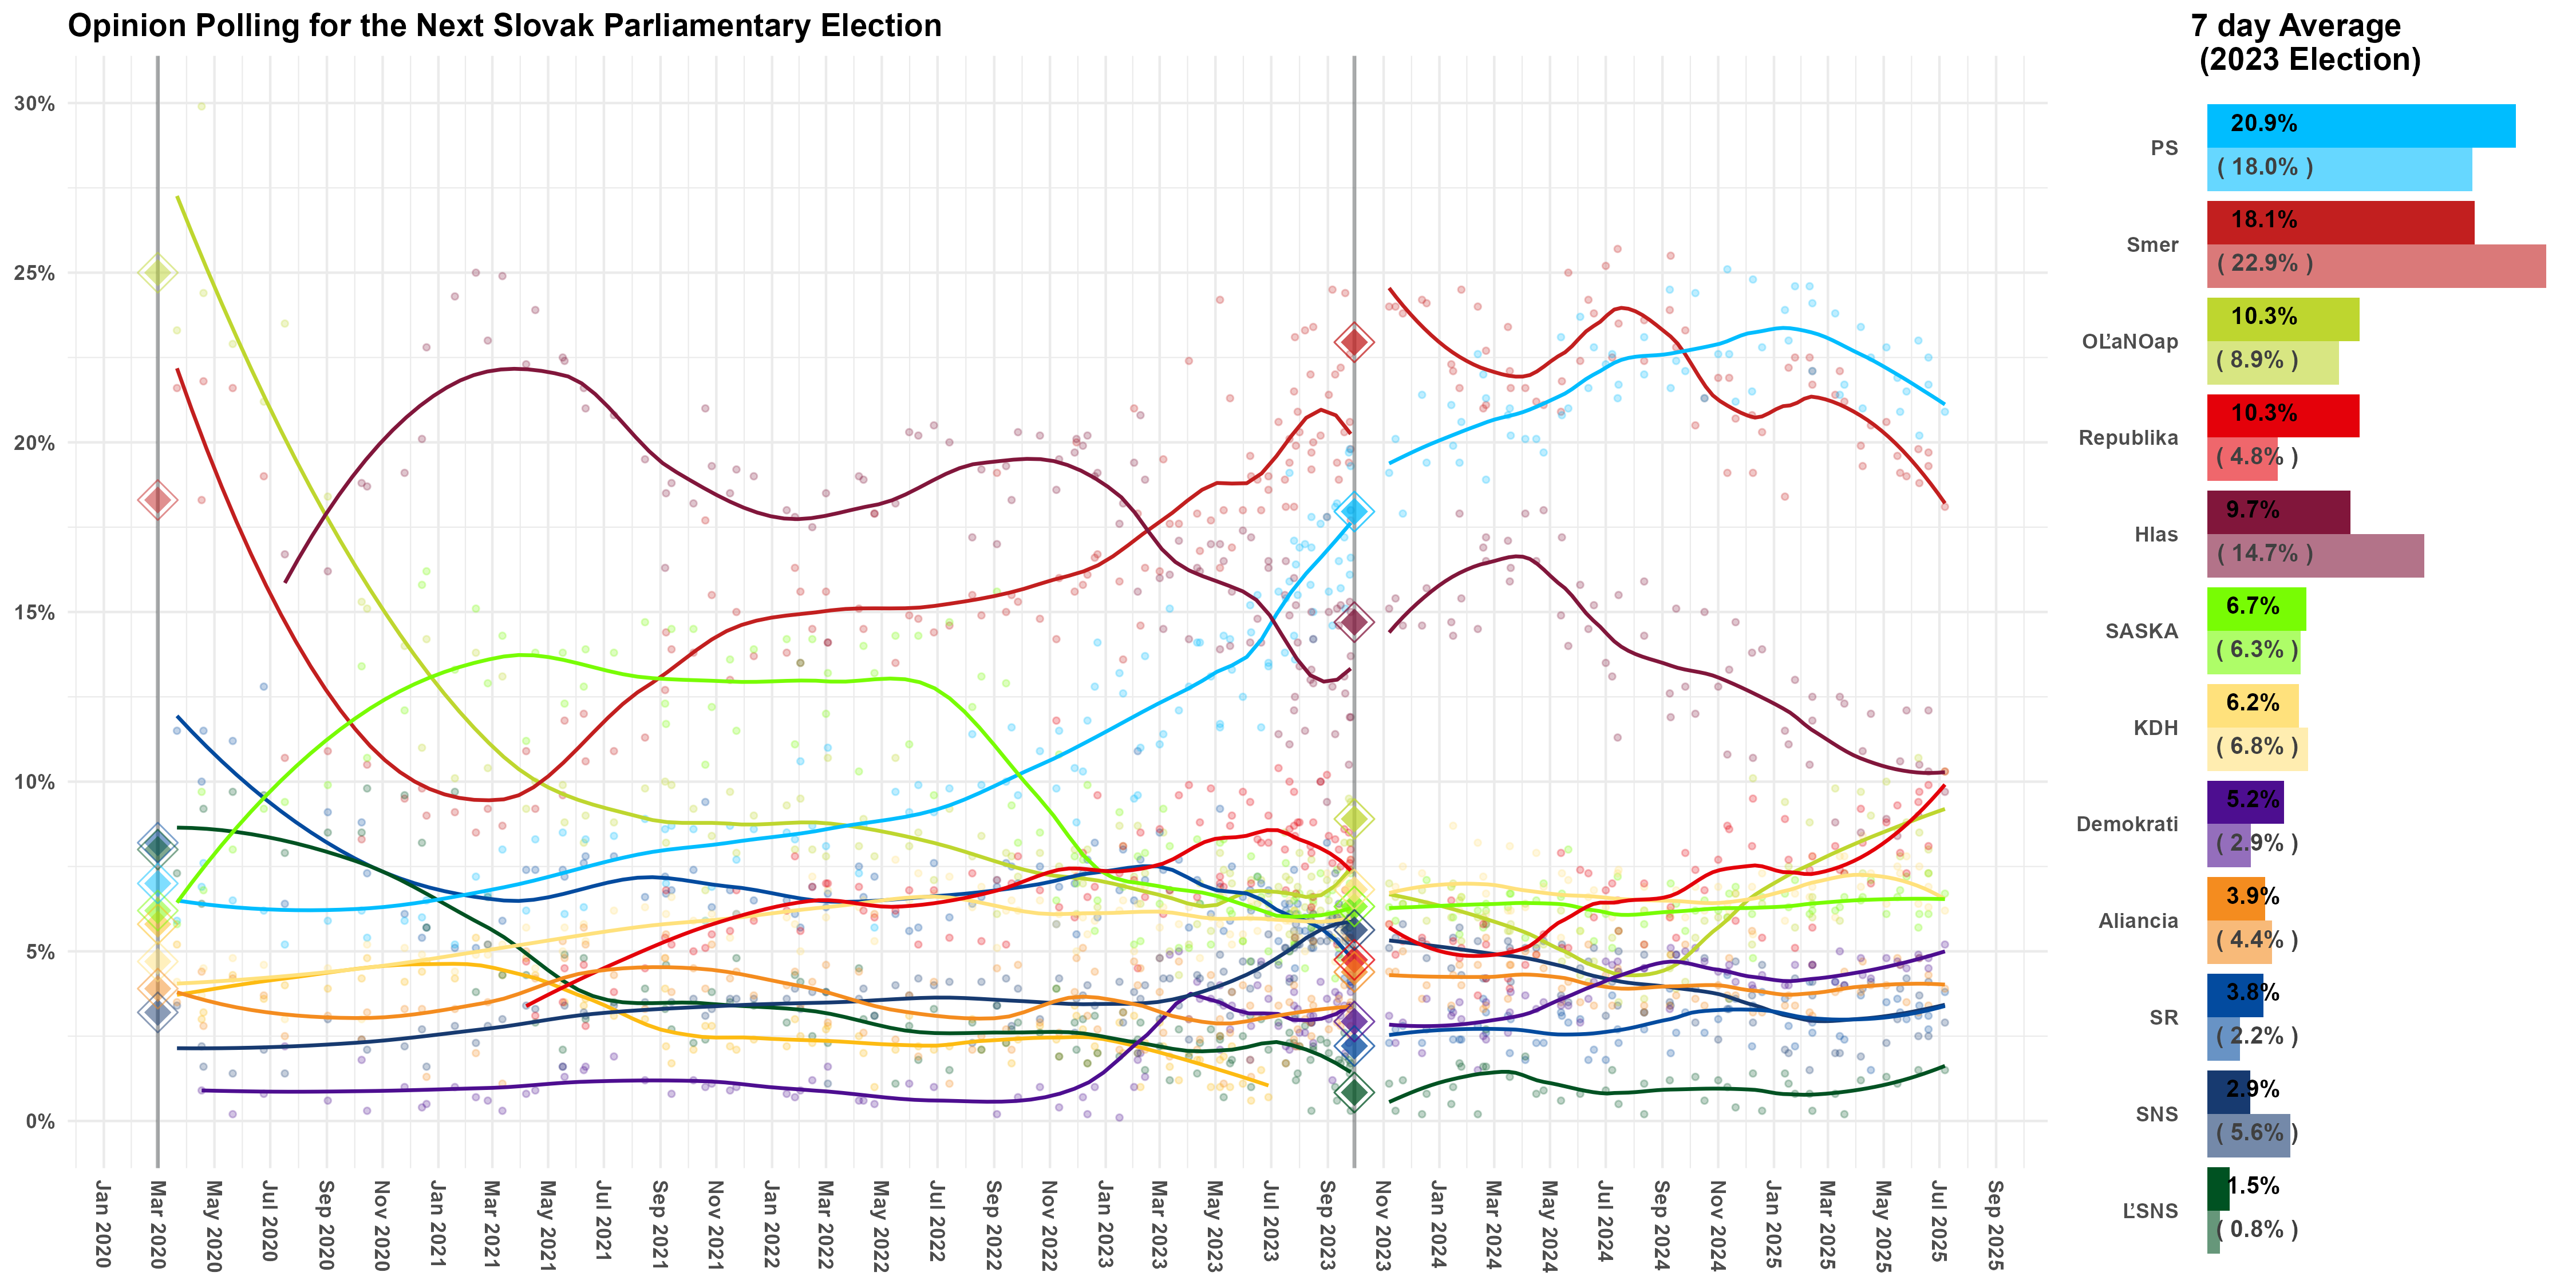 Opinion Polling for the Next Slovak Parliamentary Election
30%
25%
20%
15%
10%
5%
0%
Jan 2020
Mar 2020
May 2020
Jul 2020
Sep 2020
Nov 2020
Jan 2021
Mar 2021
May 2021
Jul 2021
Sep 2021
Nov 2021
Jan 2022
Mar 2022
May 2022
Jul 2022
Sep 2022
Nov 2022
Jan 2023
Mar 2023
May 2023
Jul 2023
Sep 2023
Nov 2023
Jan 2024
Mar 2024
May 2024
Jul 2024
Sep 2024
Nov 2024
Jan 2025
Mar 2025
May 2025
Jul 2025
Sep 2025
7 day Average
(2023 Election)
PS
20.9%
( 18.0% )
Smer
18.1%
( 22.9% )
OĽaNOap
10.3%
( 8.9% )
Republika
10.3%
( 4.8% )
Hlas
9.7%
( 14.7% )
SASKA
6.7%
( 6.3% )
KDH
6.2%
( 6.8% )
Demokrati
5.2%
( 2.9% )
Aliancia
3.9%
( 4.4% )
SR
3.8%
( 2.2% )
SNS
2.9%
( 5.6% )
ĽSNS
1.5%
( 0.8% )